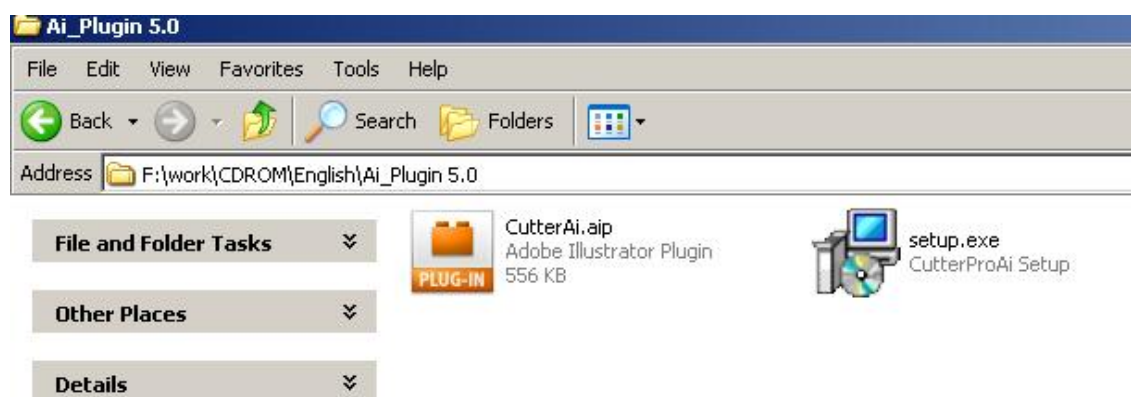 Ai_Plugin 5.0
File Edit View Favorites Tools Help
Back Search Folders
Address F:\work\CDROM\English\Ai_Plugin 5.0
File and Folder Tasks
Other Places
Details
CutterAi.aip
Adobe Illustrator Plugin
556 KB
PLUG-IN
setup.exe
CutterProAi Setup